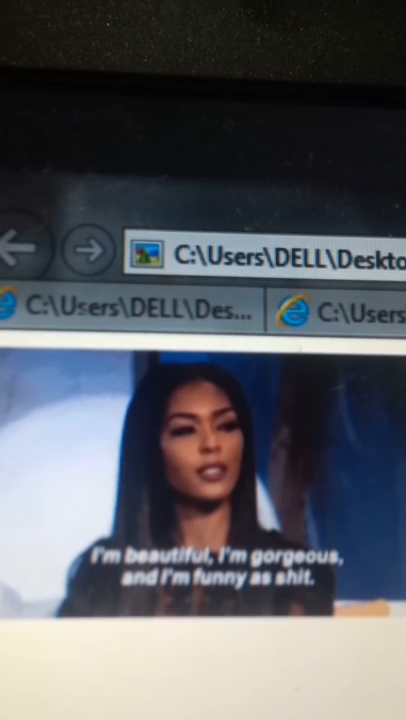 C:\Users\DELL\Deskto
C:\Users\DELL\Des...
C:\Users
I'm beautiful, I'm gorgeous,
and I'm funny as shit.